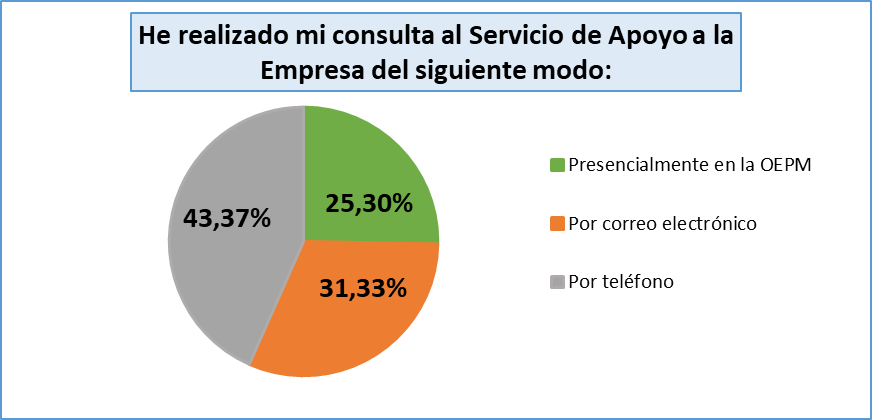 He realizado mi consulta al Servicio de Apoyo a la
Empresa del siguiente modo:
25,30%
43,37%
31,33%
Presencialmente en la OEPM
Por correo electrónico
Por teléfono